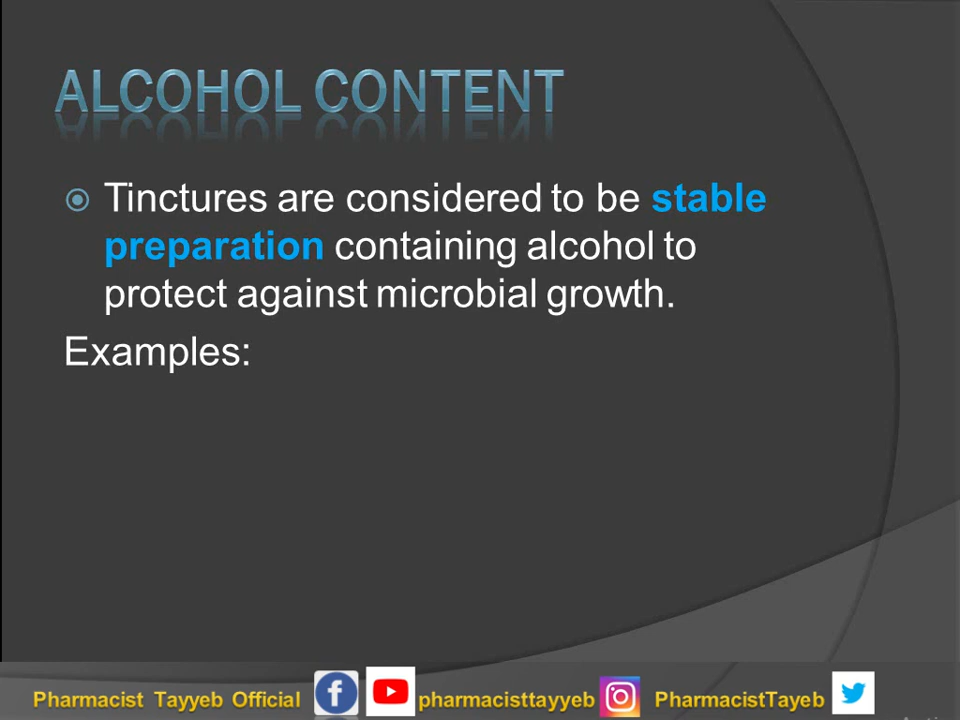 ALCOHOL CONTENT
Tinctures are considered to be stable
preparation containing alcohol to
protect against microbial growth.
Examples:
Pharmacist Tayyeb Official pharmacisttayyeb PharmacistTayeb